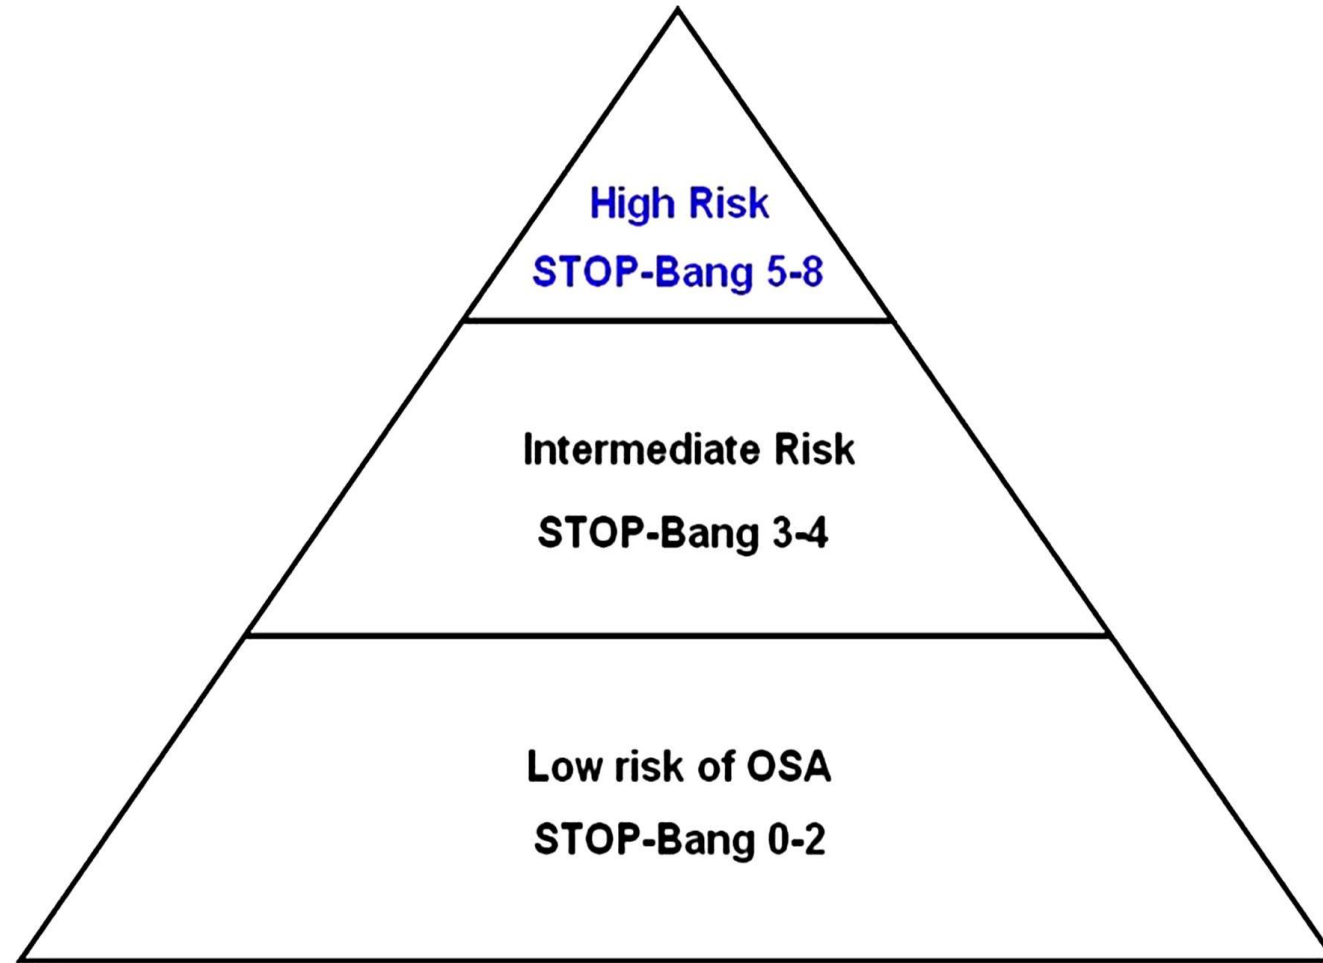 High Risk
STOP-Bang 5-8
Intermediate Risk
STOP-Bang 3-4
Low risk of OSA
STOP-Bang 0-2